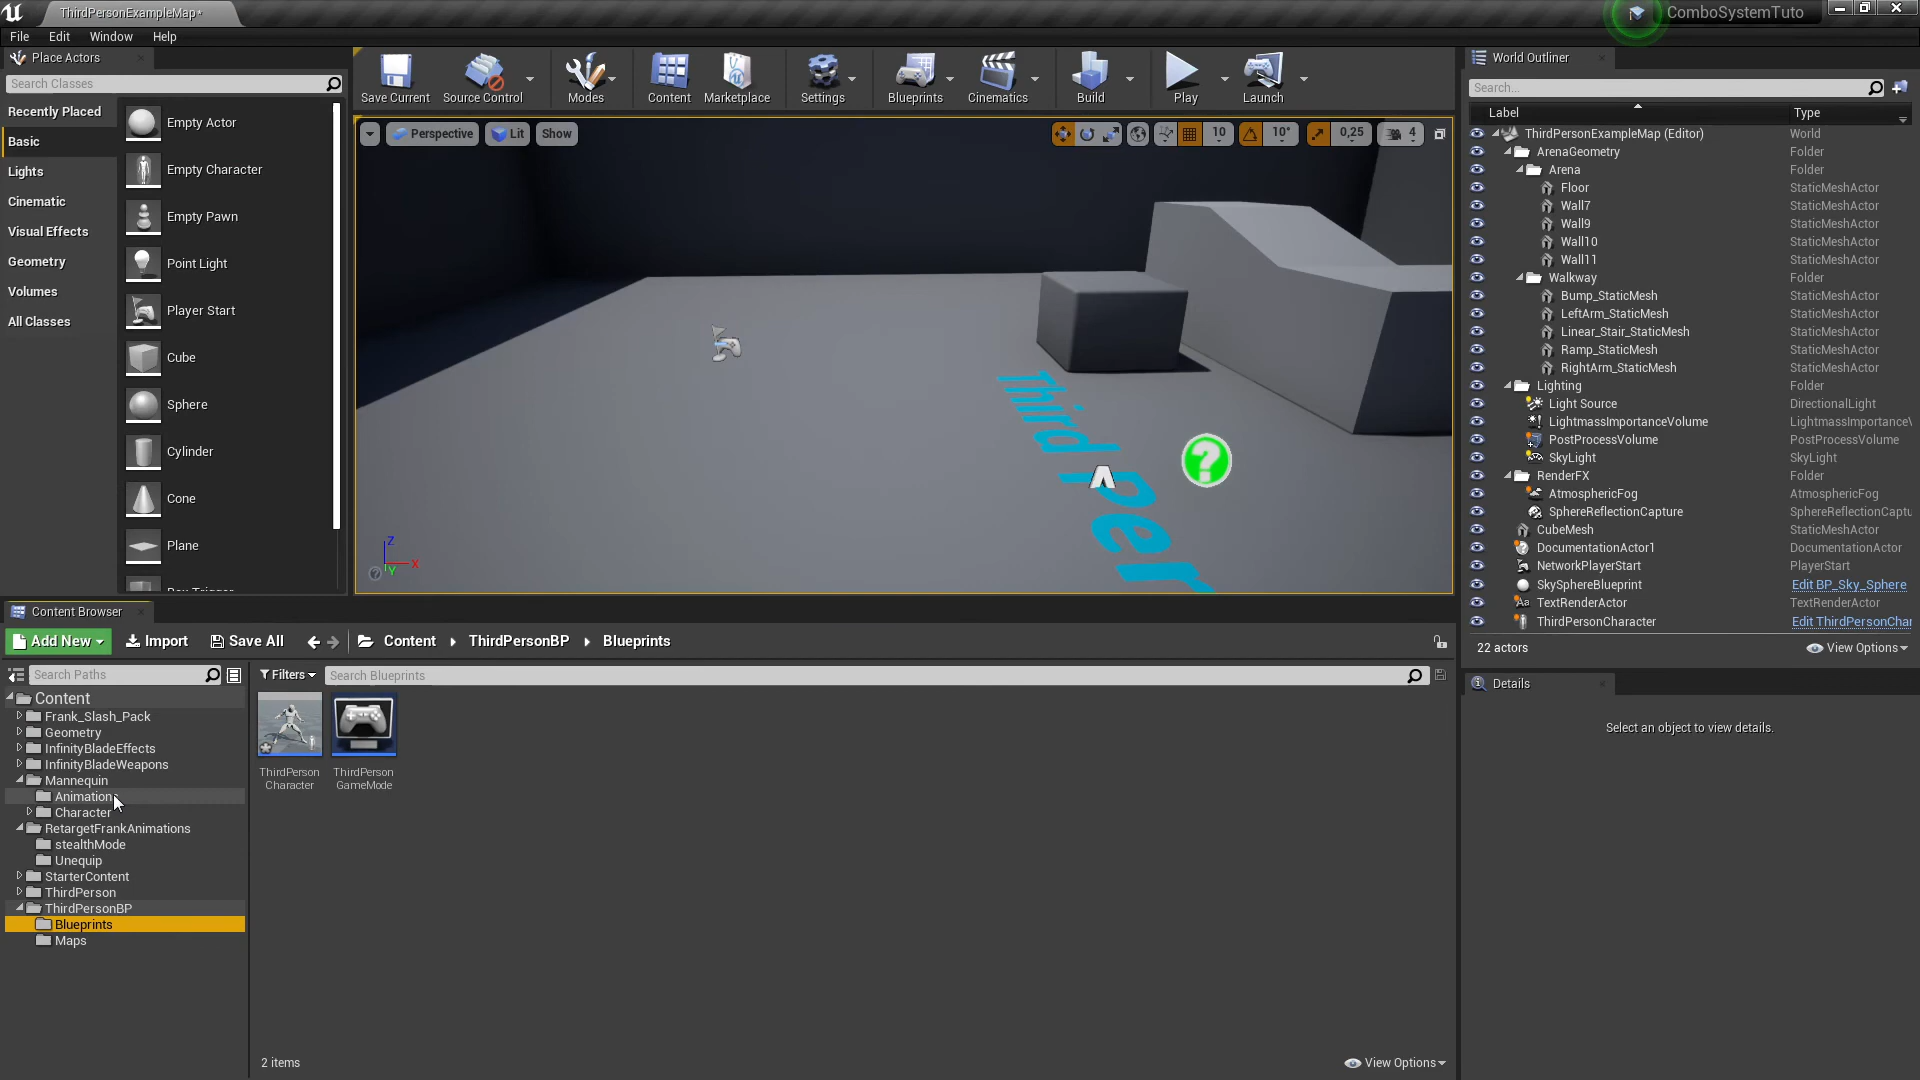 ThirdPersonExampleMap*
ComboSystemTuto
File Edit Window Help
Place Actors
Search Classes
Recently Placed
Basic
Lights
Cinematic
Visual Effects
Geometry
Volumes
All Classes
Empty Actor
Empty Character
Empty Pawn
Point Light
Player Start
Cube
Sphere
Cylinder
Cone
Plane
Save Current
Source Control
Modes
Content
Marketplace
Settings
Blueprints
Cinematics
Build
Play
Launch
Perspective Lit Show
10 10° 0,25 4
Third Per
Z
X
Y
World Outliner
Search...
Label Type
ThirdPersonExampleMap (Editor) World
ArenaGeometry Folder
Arena Folder
Floor StaticMeshActor
Wall7 StaticMeshActor
Wall9 StaticMeshActor
Wall10 StaticMeshActor
Wall11 StaticMeshActor
Walkway Folder
Bump_StaticMesh StaticMeshActor
LeftArm_StaticMesh StaticMeshActor
Linear_Stair_StaticMesh StaticMeshActor
Ramp_StaticMesh StaticMeshActor
RightArm_StaticMesh StaticMeshActor
Lighting Folder
Light Source DirectionalLight
LightmassImportanceVolume LightmassImportanceV
PostProcessVolume PostProcessVolume
SkyLight SkyLight
RenderFX Folder
AtmosphericFog AtmosphericFog
SphereReflectionCapture SphereReflectionCaptu
CubeMesh StaticMeshActor
DocumentationActor1 DocumentationActor
NetworkPlayerStart PlayerStart
SkySphereBlueprint Edit BP_Sky_Sphere
TextRenderActor TextRenderActor
ThirdPersonCharacter Edit ThirdPersonChar
22 actors View Options
Details
Select an object to view details.
Content Browser
Add New Import Save All Content ThirdPersonBP Blueprints
Search Paths
Filters Search Blueprints
Content
Frank_Slash_Pack
Geometry
InfinityBladeEffects
InfinityBladeWeapons
Mannequin
Animations
Character
RetargetFrankAnimations
stealthMode
Unequip
StarterContent
ThirdPerson
ThirdPersonBP
Blueprints
Maps
ThirdPerson
Character
ThirdPerson
GameMode
2 items View Options